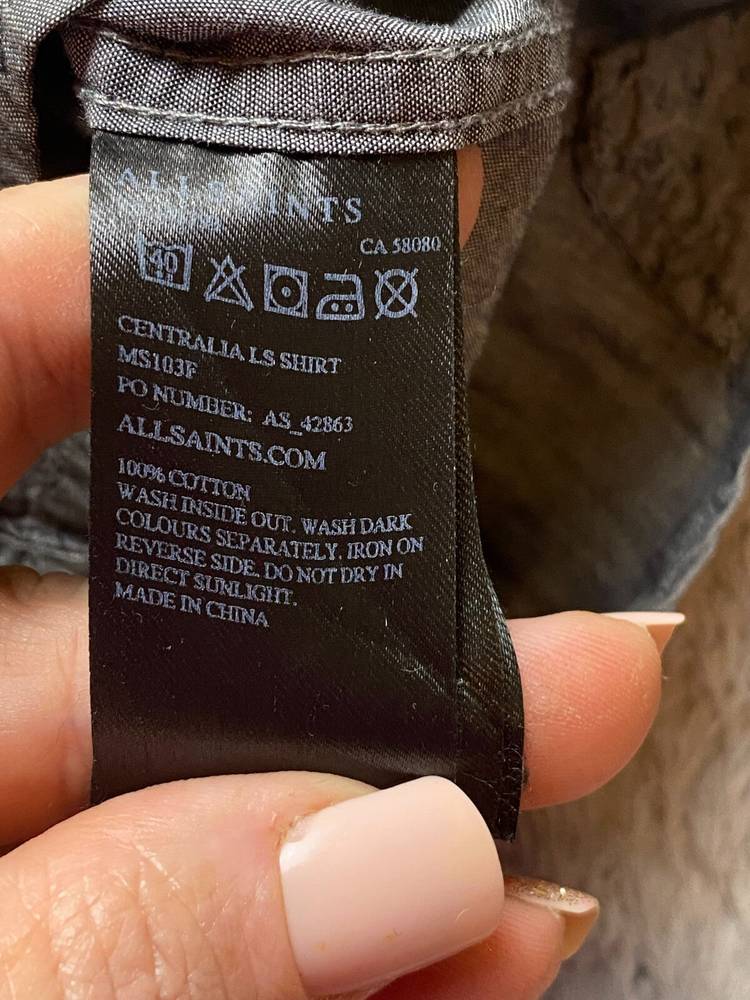 ALLSAINTS
CA 58080
40
CENTRALIA LS SHIRT
MS103F
PO NUMBER: AS_42863
ALLSAINTS.COM
100% COTTON
WASH INSIDE OUT. WASH DARK
COLOURS SEPARATELY. IRON ON
REVERSE SIDE. DO NOT DRY IN
DIRECT SUNLIGHT.
MADE IN CHINA